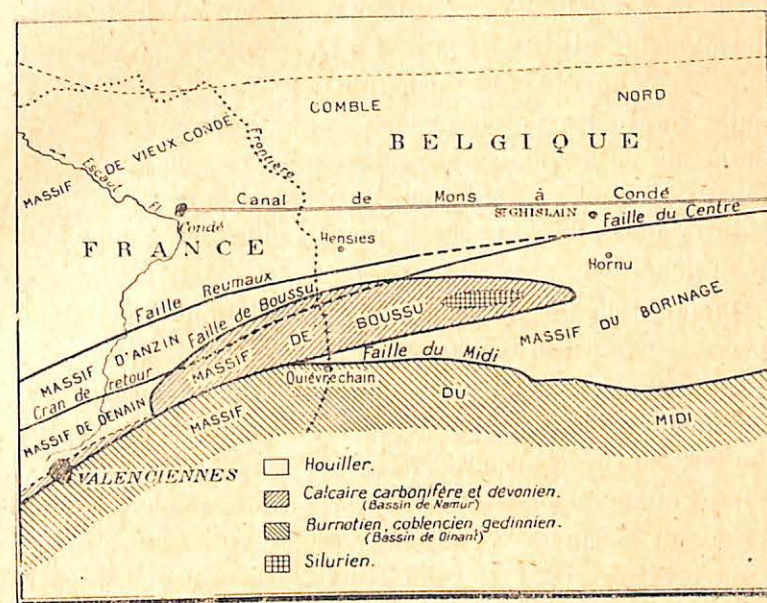 COMBLE NORD
MASSIF DE VIEUX CONDÉ
Frontière
BELGIQUE
Escaut Fl.
Canal de Mons à Condé
Condé
ST GHISLAIN
Faille du Centre
FRANCE
Hensies
Hornu
Faille Reumaux
Faille de Boussu
MASSIF D'ANZIN
MASSIF DE BOUSSU
MASSIF DU BORINAGE
Cran de retour
Faille du Midi
Quiévrechain
MASSIF DE DENAIN
MASSIF DU MIDI
VALENCIENNES
Houiller.
Calcaire carbonifère et dévonien.
(Bassin de Namur)
Burnotien, coblencien, gedinnien.
(Bassin de Dinant)
Silurien.